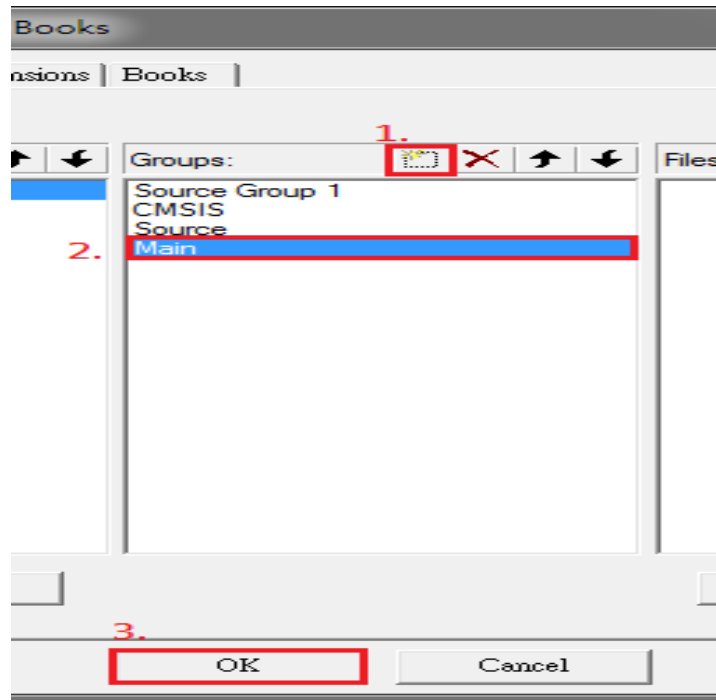 Books
nsions
Books
1.
Groups:
Files
Source Group 1
CMSIS
Source
2.
Main
3.
OK
Cancel